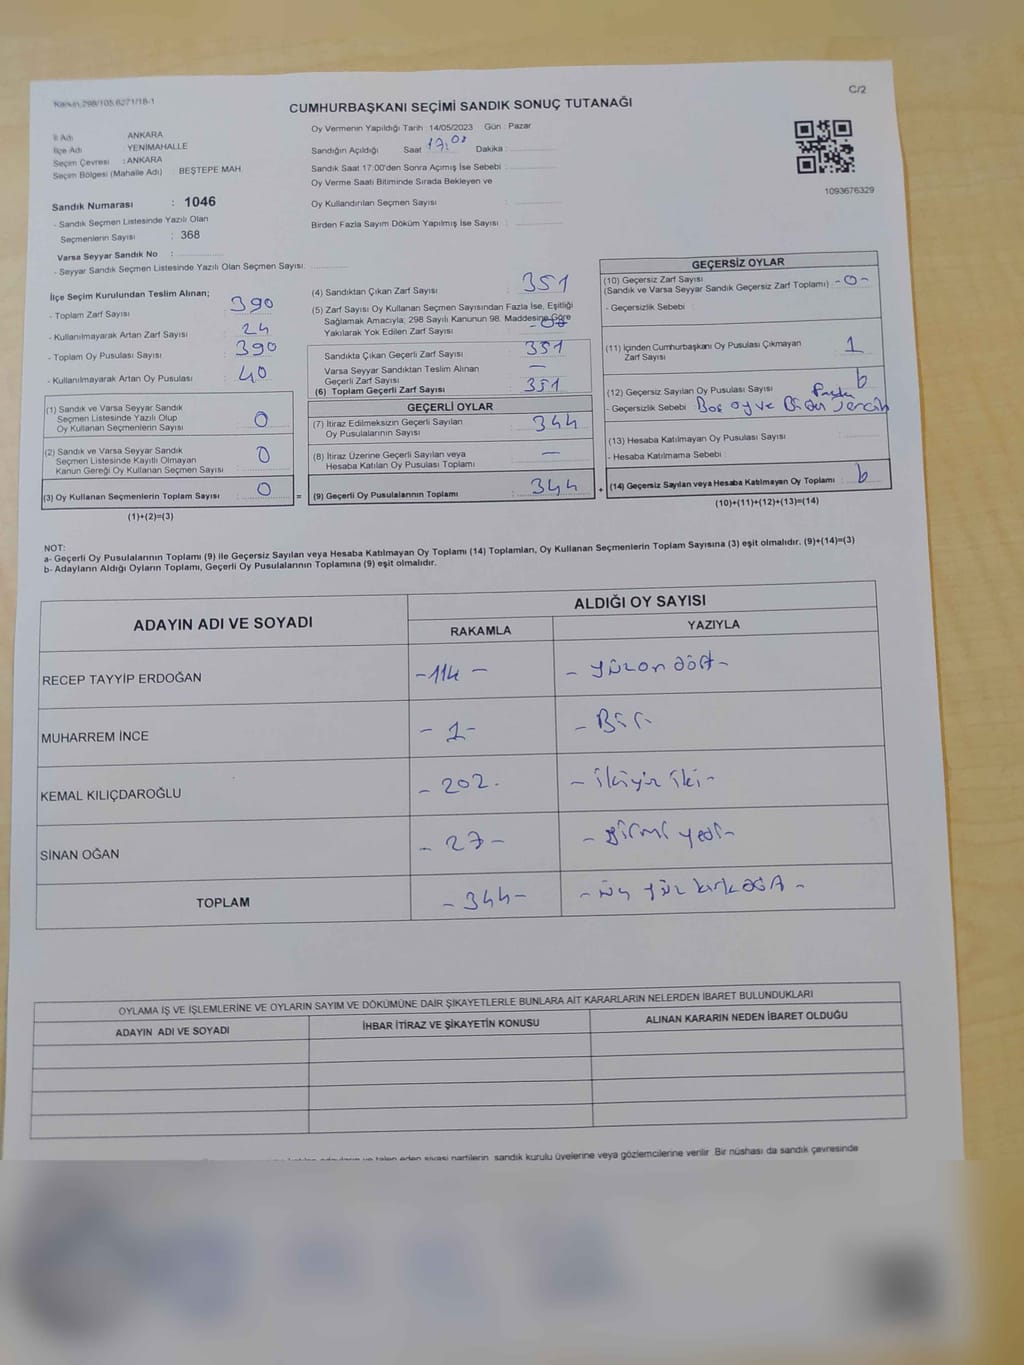 Kanun 298/105,6271/18-1
C/2
CUMHURBAŞKANI SEÇİMİ SANDIK SONUÇ TUTANAĞI
İl Adı ANKARA
İlçe Adı YENİMAHALLE
Seçim Çevresi : ANKARA
Seçim Bölgesi (Mahalle Adı) : BEŞTEPE MAH
Sandık Numarası : 1046
- Sandık Seçmen Listesinde Yazılı Olan
Seçmenlerin Sayısı : 368
Varsa Seyyar Sandık No :
- Seyyar Sandık Seçmen Listesinde Yazılı Olan Seçmen Sayısı:
Oy Vermenin Yapıldığı Tarih 14/05/2023 Gün : Pazar
Sandığın Açıldığı Saat 17.00 Dakika :
Sandık Saat 17:00'den Sonra Açımış İse Sebebi :
Oy Verme Saati Bitiminde Sırada Bekleyen ve
Oy Kullandırılan Seçmen Sayısı :
Birden Fazla Sayım Döküm Yapılmış İse Sayısı :
1093676329
İlçe Seçim Kurulundan Teslim Alınan;
- Toplam Zarf Sayısı : 390
- Kullanılmayarak Artan Zarf Sayısı : 24
- Toplam Oy Pusulası Sayısı : 390
- Kullanılmayarak Artan Oy Pusulası : 40
(1) Sandık ve Varsa Seyyar Sandık
Seçmen Listesinde Yazılı Olup
Oy Kullanan Seçmenlerin Sayısı : 0
(2) Sandık ve Varsa Seyyar Sandık
Seçmen Listesinde Kayıtlı Olmayan
Kanun Gereği Oy Kullanan Seçmen Sayısı : 0
(3) Oy Kullanan Seçmenlerin Toplam Sayısı : 0
(1)+(2)=(3)
=
(4) Sandıktan Çıkan Zarf Sayısı : 351
(5) Zarf Sayısı Oy Kullanan Seçmen Sayısından Fazla İse, Eşitliği
Sağlamak Amacıyla; 298 Sayılı Kanunun 98. Maddesine Göre
Yakılarak Yok Edilen Zarf Sayısı :
Sandıkta Çıkan Geçerli Zarf Sayısı : 351
Varsa Seyyar Sandıktan Teslim Alınan
Geçerli Zarf Sayısı : —
(6) Toplam Geçerli Zarf Sayısı : 351
GEÇERLİ OYLAR
(7) İtiraz Edilmeksizin Geçerli Sayılan
Oy Pusulalarının Sayısı : 344
(8) İtiraz Üzerine Geçerli Sayılan veya
Hesaba Katılan Oy Pusulası Toplamı : —
(9) Geçerli Oy Pusulalarının Toplamı : 344
+
GEÇERSİZ OYLAR
(10) Geçersiz Zarf Sayısı
(Sandık ve Varsa Seyyar Sandık Geçersiz Zarf Toplamı) : -0-
- Geçersizlik Sebebi :
(11) İçinden Cumhurbaşkanı Oy Pusulası Çıkmayan
Zarf Sayısı : 1
(12) Geçersiz Sayılan Oy Pusulası Sayısı : 6
- Geçersizlik Sebebi : Boş oy ve Birden fazla tercih
(13) Hesaba Katılmayan Oy Pusulası Sayısı :
- Hesaba Katılmama Sebebi :
(14) Geçersiz Sayılan veya Hesaba Katılmayan Oy Toplamı : 6
(10)+(11)+(12)+(13)=(14)
NOT:
a- Geçerli Oy Pusulalarının Toplamı (9) ile Geçersiz Sayılan veya Hesaba Katılmayan Oy Toplamı (14) Toplamları, Oy Kullanan Seçmenlerin Toplam Sayısına (3) eşit olmalıdır. (9)+(14)=(3)
b- Adayların Aldığı Oyların Toplamı, Geçerli Oy Pusulalarının Toplamına (9) eşit olmalıdır.
ADAYIN ADI VE SOYADI
ALDIĞI OY SAYISI
RAKAMLA YAZIYLA
RECEP TAYYİP ERDOĞAN -114- -yüzondört-
MUHARREM İNCE -1- -Bir-
KEMAL KILIÇDAROĞLU -202. -ikiyüz iki-
SİNAN OĞAN -27- -yirmi yedi-
TOPLAM -344- -üç yüz kırkdört-
OYLAMA İŞ VE İŞLEMLERİNE VE OYLARIN SAYIM VE DÖKÜMÜNE DAİR ŞİKAYETLERLE BUNLARA AİT KARARLARIN NELERDEN İBARET BULUNDUKLARI
ADAYIN ADI VE SOYADI İHBAR İTİRAZ VE ŞİKAYETİN KONUSU ALINAN KARARIN NEDEN İBARET OLDUĞU
ve talep eden siyasi partilerin, sandık kurulu üyelerine veya gözlemcilerine verilir. Bir nüshası da sandık çevresinde